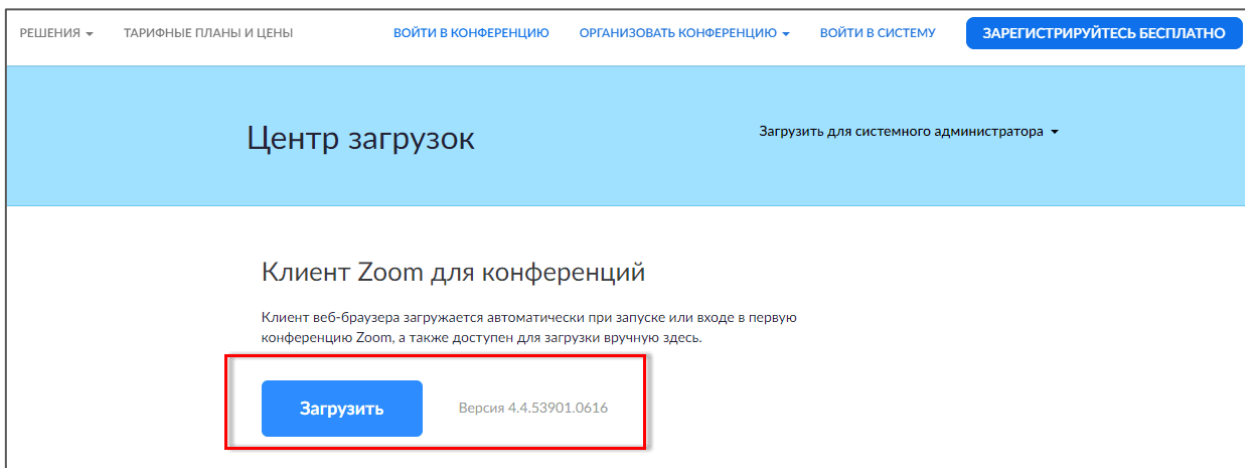 РЕШЕНИЯ ТАРИФНЫЕ ПЛАНЫ И ЦЕНЫ ВОЙТИ В КОНФЕРЕНЦИЮ ОРГАНИЗОВАТЬ КОНФЕРЕНЦИЮ ВОЙТИ В СИСТЕМУ ЗАРЕГИСТРИРУЙТЕСЬ БЕСПЛАТНО
Центр загрузок Загрузить для системного администратора
Клиент Zoom для конференций
Клиент веб-браузера загружается автоматически при запуске или входе в первую
конференцию Zoom, а также доступен для загрузки вручную здесь.
Загрузить Версия 4.4.53901.0616